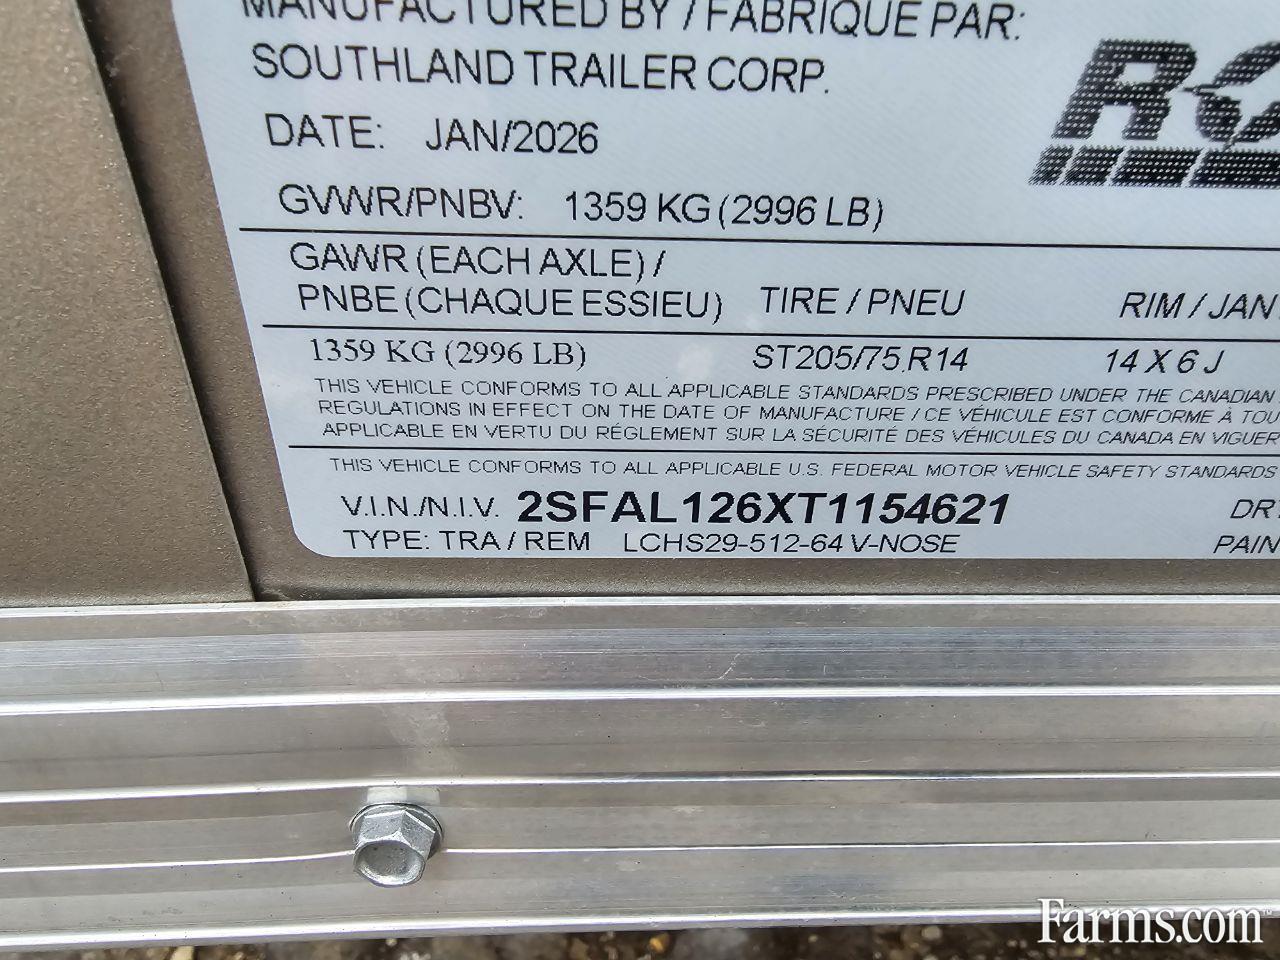 MANUFACTURED BY / FABRIQUE PAR:
SOUTHLAND TRAILER CORP.
DATE: JAN/2026
GVWR/PNBV: 1359 KG (2996 LB)
GAWR (EACH AXLE) /
PNBE (CHAQUE ESSIEU) TIRE / PNEU RIM /
1359 KG (2996 LB) ST205/75 R14 14 X 6 J
THIS VEHICLE CONFORMS TO ALL APPLICABLE STANDARDS PRESCRIBED UNDER THE CANADIAN
REGULATIONS IN EFFECT ON THE DATE OF MANUFACTURE / CE VÉHICULE EST CONFORME À
APPLICABLE EN VERTU DU RÉGLEMENT SUR LA SÉCURITÉ DES VÉHICULES DU CANADA EN
THIS VEHICLE CONFORMS TO ALL APPLICABLE U.S. FEDERAL MOTOR VEHICLE SAFETY STANDARDS
V.I.N./N.I.V. 2SFAL126XT1154621
TYPE: TRA / REM LCHS29-512-64 V-NOSE
Farms.com